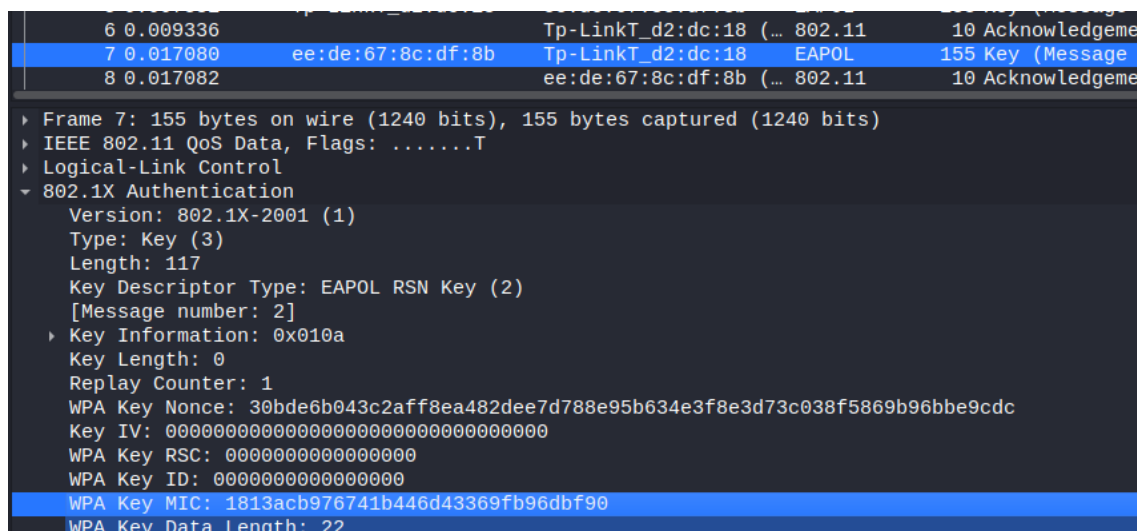 6 0.009336 Tp-LinkT_d2:dc:18 (… 802.11 10 Acknowledgeme
7 0.017080 ee:de:67:8c:df:8b Tp-LinkT_d2:dc:18 EAPOL 155 Key (Message
8 0.017082 ee:de:67:8c:df:8b (… 802.11 10 Acknowledgeme
Frame 7: 155 bytes on wire (1240 bits), 155 bytes captured (1240 bits)
IEEE 802.11 QoS Data, Flags: .......T
Logical-Link Control
802.1X Authentication
Version: 802.1X-2001 (1)
Type: Key (3)
Length: 117
Key Descriptor Type: EAPOL RSN Key (2)
[Message number: 2]
Key Information: 0x010a
Key Length: 0
Replay Counter: 1
WPA Key Nonce: 30bde6b043c2aff8ea482dee7d788e95b634e3f8e3d73c038f5869b96bbe9cdc
Key IV: 00000000000000000000000000000000
WPA Key RSC: 0000000000000000
WPA Key ID: 0000000000000000
WPA Key MIC: 1813acb976741b446d43369fb96dbf90
WPA Key Data Length: 22